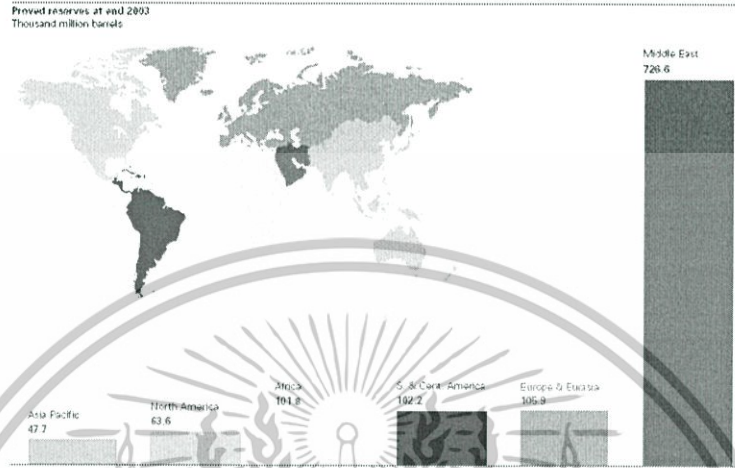 Proved reserves at end 2003
Thousand million barrels
Middle East
726.6
Africa
101.8
S. & Cent. America
102.2
Europe & Eurasia
105.9
North America
63.6
Asia Pacific
47.7